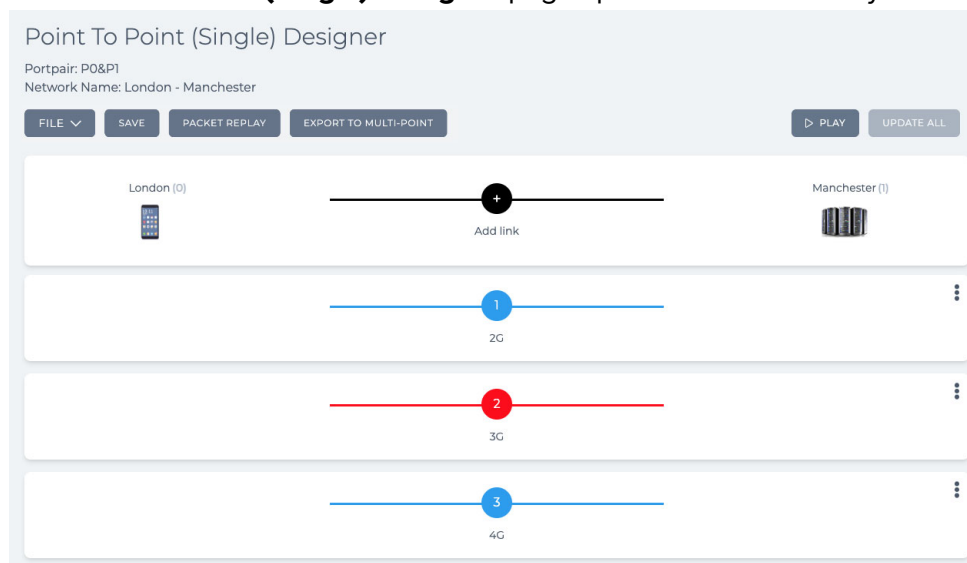 Point To Point (Single) Designer
Portpair: P0&P1
Network Name: London - Manchester
FILE SAVE PACKET REPLAY EXPORT TO MULTI-POINT PLAY UPDATE ALL
London (0) + Manchester (1)
Add link
1
2G
2
3G
3
4G